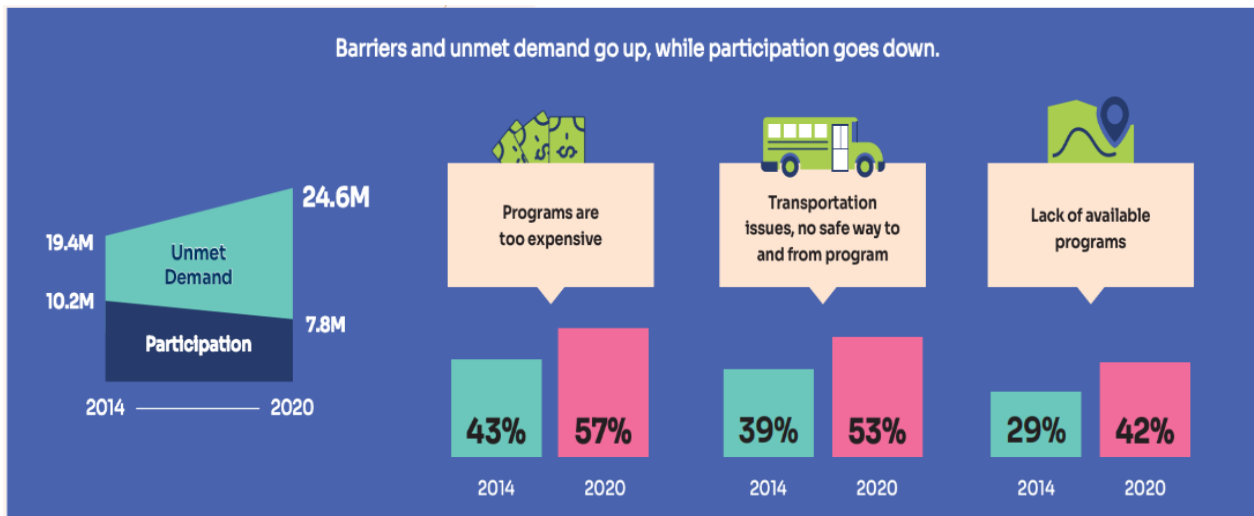 Barriers and unmet demand go up, while participation goes down.
19.4M
10.2M
24.6M
7.8M
Unmet
Demand
Participation
2014
2020
Programs are
too expensive
43%
57%
2014
2020
Transportation
issues, no safe way to
and from program
39%
53%
2014
2020
Lack of available
programs
29%
42%
2014
2020